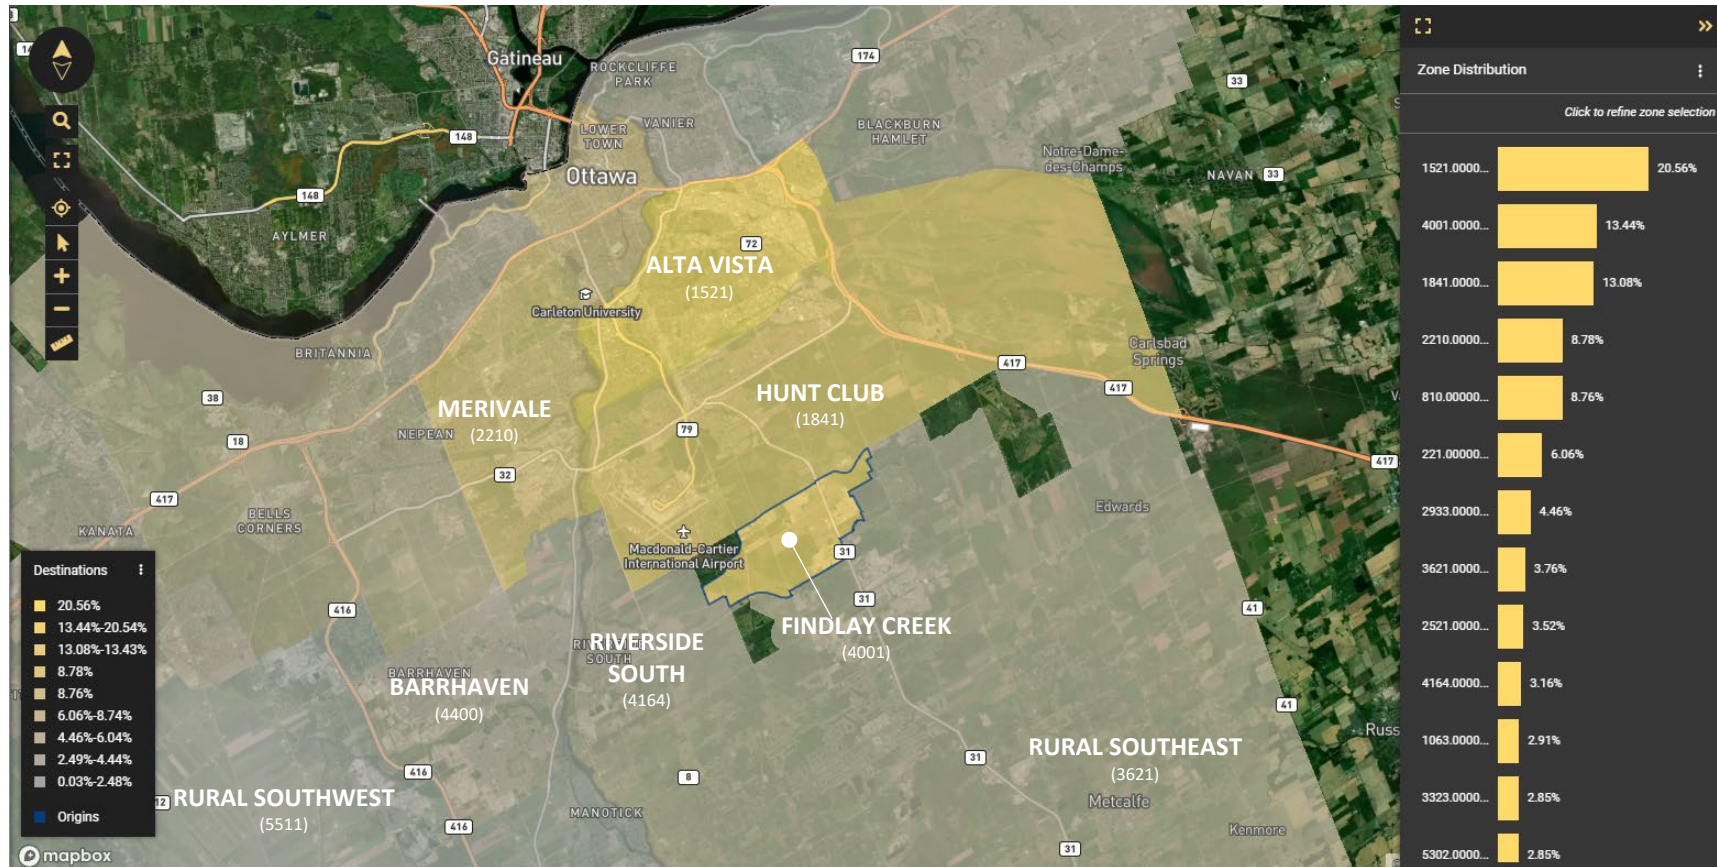 Gatineau
ROCKCLIFFE
PARK
174
33
148
LOWER
TOWN
VANIER
BLACKBURN
HAMLET
Notre-Dame-
des-Champs
NAVAN
33
Ottawa
148
AYLMER
72
ALTA VISTA
(1521)
Carleton University
BRITANNIA
Carlsbad
Springs
417
417
38
MERIVALE
(2210)
NEPEAN
HUNT CLUB
(1841)
18
79
32
417
417
BELLS
CORNERS
KANATA
Edwards
Macdonald-Cartier
International Airport
31
31
41
416
FINDLAY CREEK
(4001)
RIVERSIDE
SOUTH
RIVERSIDE
SOUTH
(4164)
BARRHAVEN
BARRHAVEN
(4400)
41
Russ
RURAL SOUTHEAST
(3621)
31
416
8
Metcalfe
12
RURAL SOUTHWEST
(5511)
MANOTICK
416
Kenmore
31
Destinations
20.56%
13.44%-20.54%
13.08%-13.43%
8.78%
8.76%
6.06%-8.74%
4.46%-6.04%
2.49%-4.44%
0.03%-2.48%
Origins
mapbox
Zone Distribution
Click to refine zone selection
1521.0000... 20.56%
4001.0000... 13.44%
1841.0000... 13.08%
2210.0000... 8.78%
810.00000... 8.76%
221.00000... 6.06%
2933.0000... 4.46%
3621.0000... 3.76%
2521.0000... 3.52%
4164.0000... 3.16%
1063.0000... 2.91%
3323.0000... 2.85%
5302.0000... 2.85%